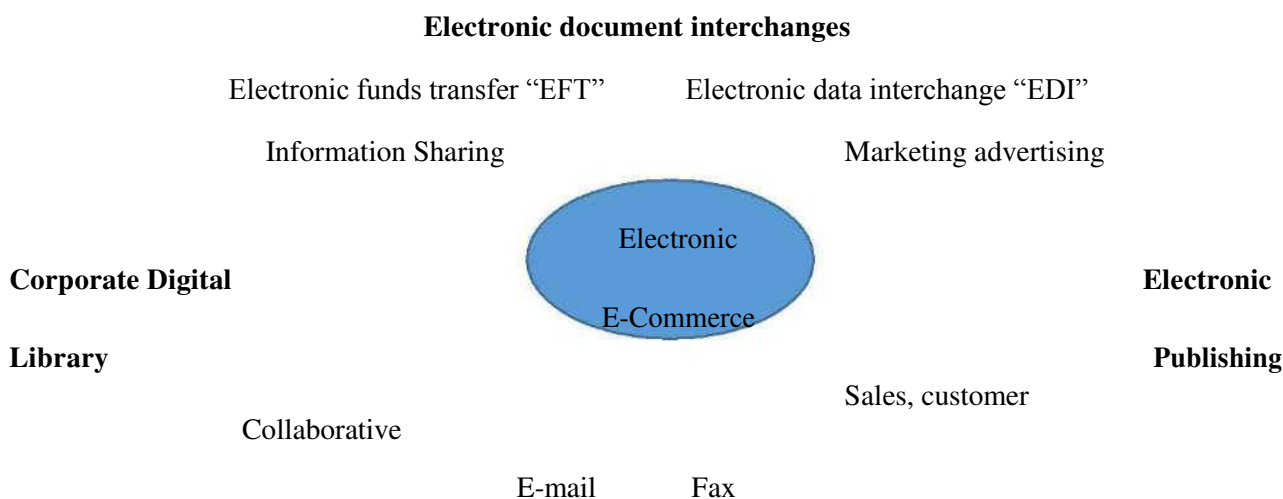 Electronic document interchanges
Electronic funds transfer “EFT” Electronic data interchange “EDI”
Information Sharing Marketing advertising
Electronic
Corporate Digital Electronic
E-Commerce
Library Publishing
Sales, customer
Collaborative
E-mail Fax